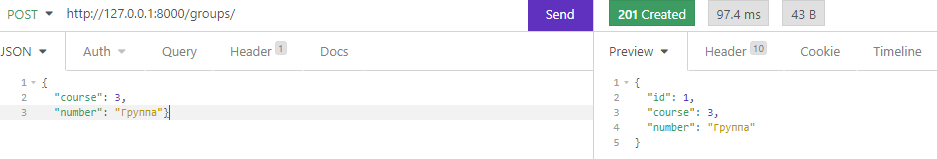 POST http://127.0.0.1:8000/groups/ Send 201 Created 97.4 ms 43 B
JSON Auth Query Header 1 Docs Preview Header 10 Cookie Timeline
1 {
2 "course": 3,
3 "number": "Группа"}
1 {
2 "id": 1,
3 "course": 3,
4 "number": "Группа"
5 }